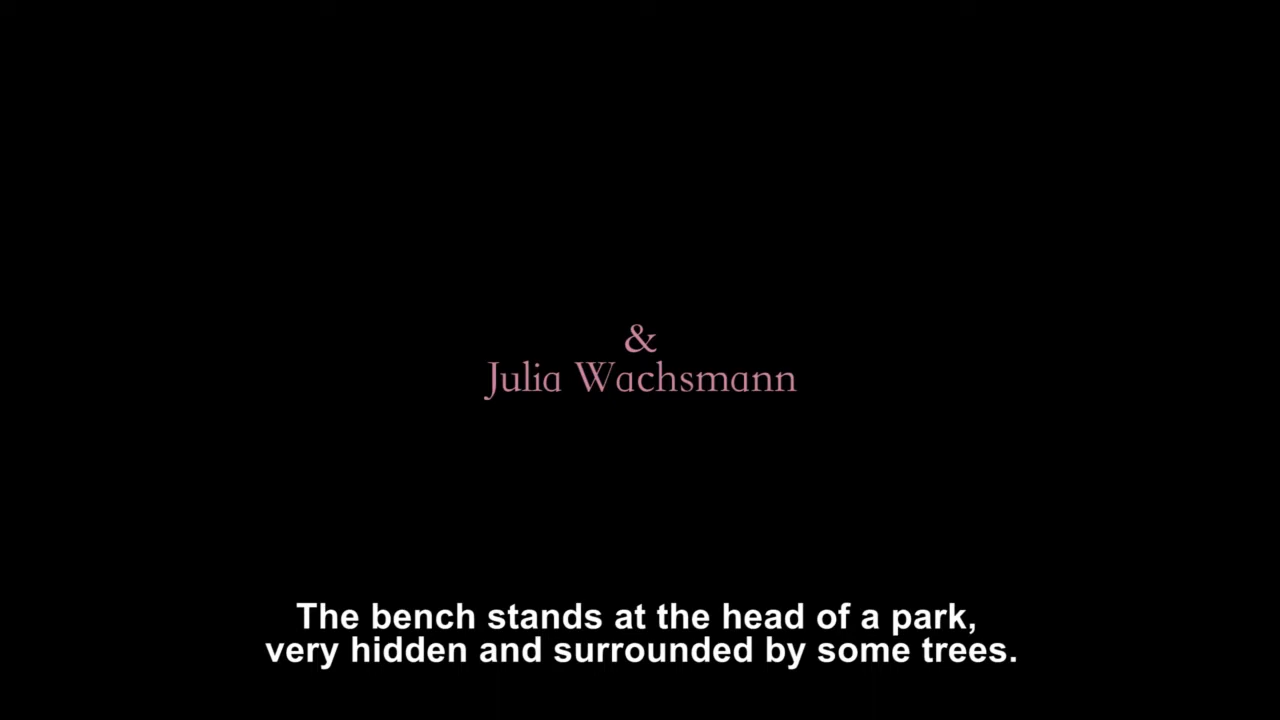 &
Julia Wachsmann
The bench stands at the head of a park,
very hidden and surrounded by some trees.